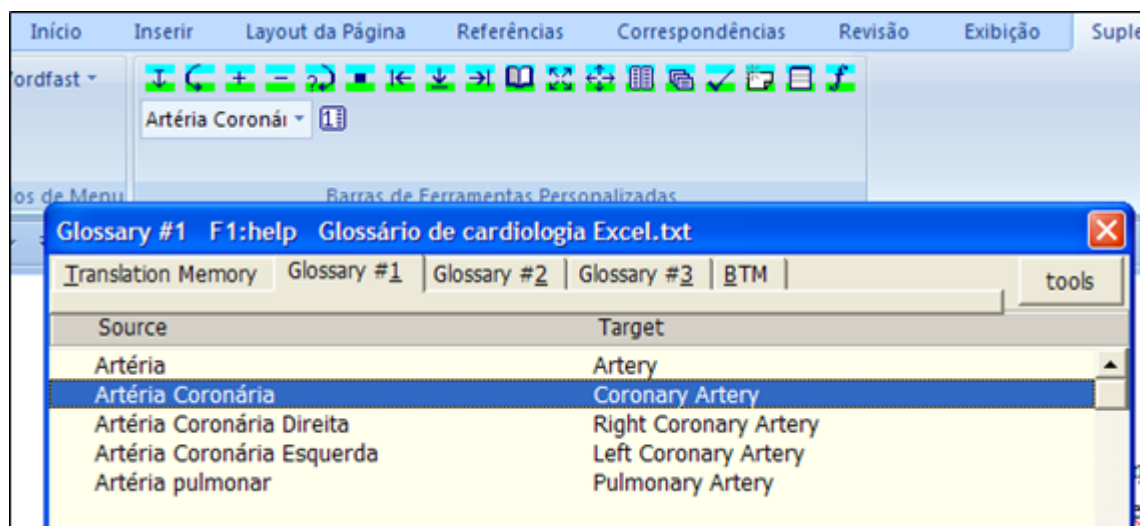 Início Inserir Layout da Página Referências Correspondências Revisão Exibição Suple
ordfast
Artéria Coronái
os de Menu Barras de Ferramentas Personalizadas
Glossary #1 F1:help Glossário de cardiologia Excel.txt
Translation Memory Glossary #1 Glossary #2 Glossary #3 BTM tools
Source Target
Artéria Artery
Artéria Coronária Coronary Artery
Artéria Coronária Direita Right Coronary Artery
Artéria Coronária Esquerda Left Coronary Artery
Artéria pulmonar Pulmonary Artery